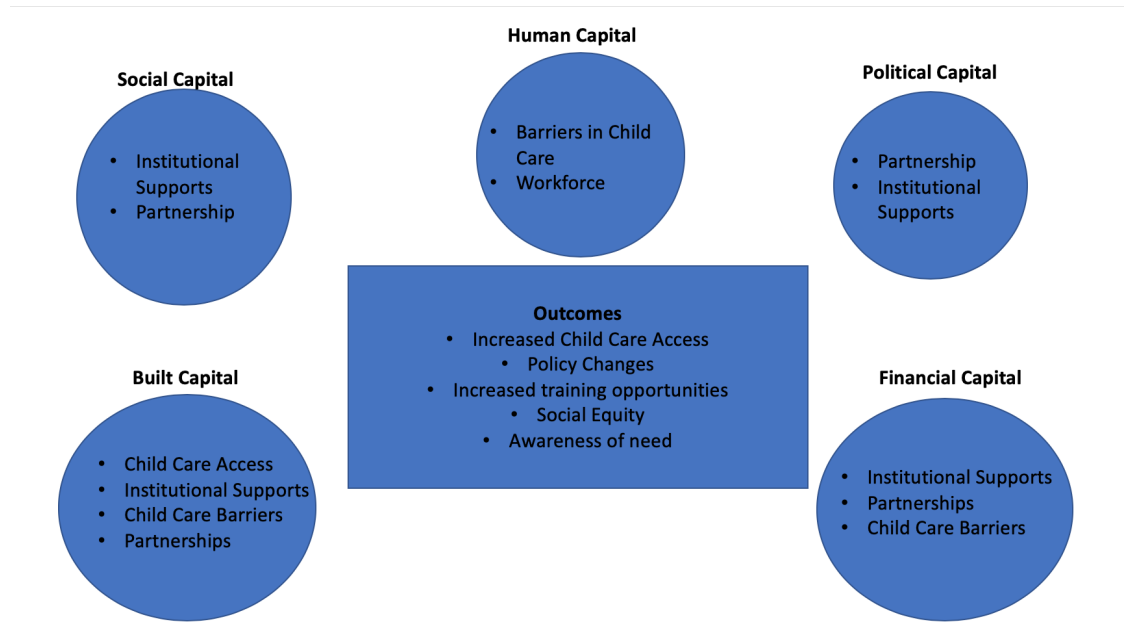 Human Capital
• Barriers in Child
Care
• Workforce
Social Capital
• Institutional
Supports
• Partnership
Political Capital
• Partnership
• Institutional
Supports
Outcomes
• Increased Child Care Access
• Policy Changes
• Increased training opportunities
• Social Equity
• Awareness of need
Built Capital
• Child Care Access
• Institutional Supports
• Child Care Barriers
• Partnerships
Financial Capital
• Institutional Supports
• Partnerships
• Child Care Barriers